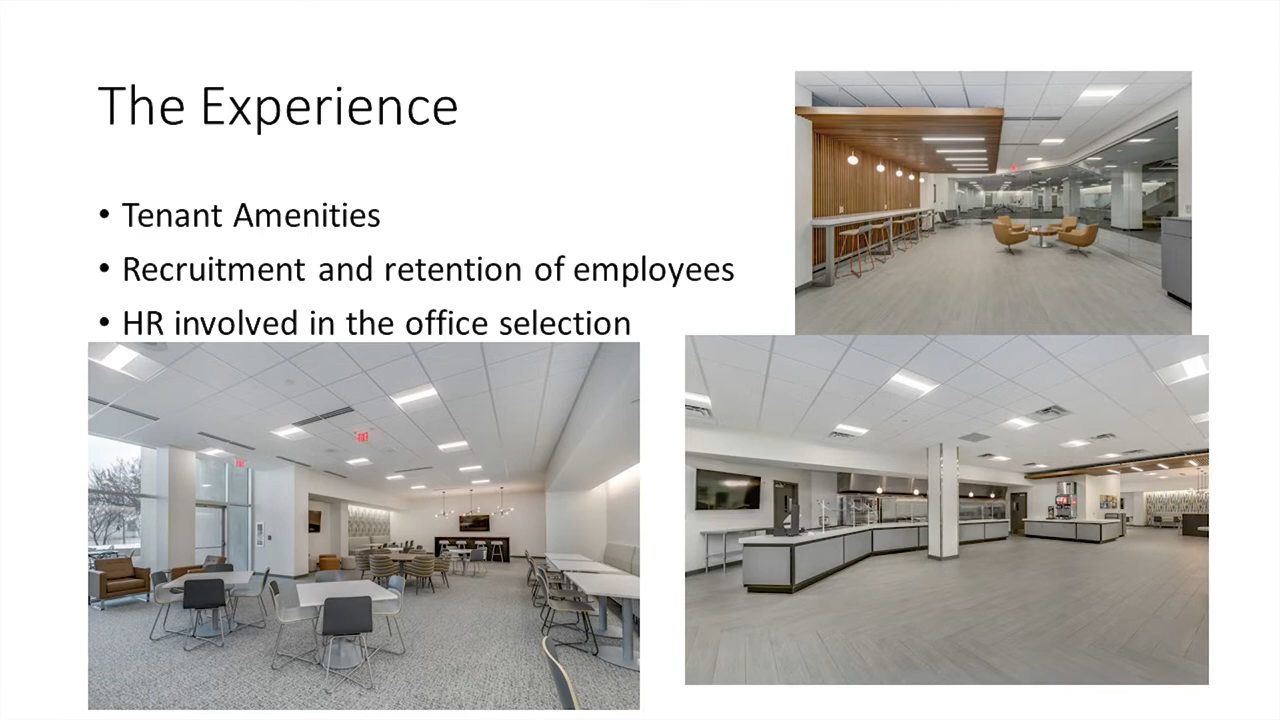 The Experience
• Tenant Amenities
• Recruitment and retention of employees
• HR involved in the office selection